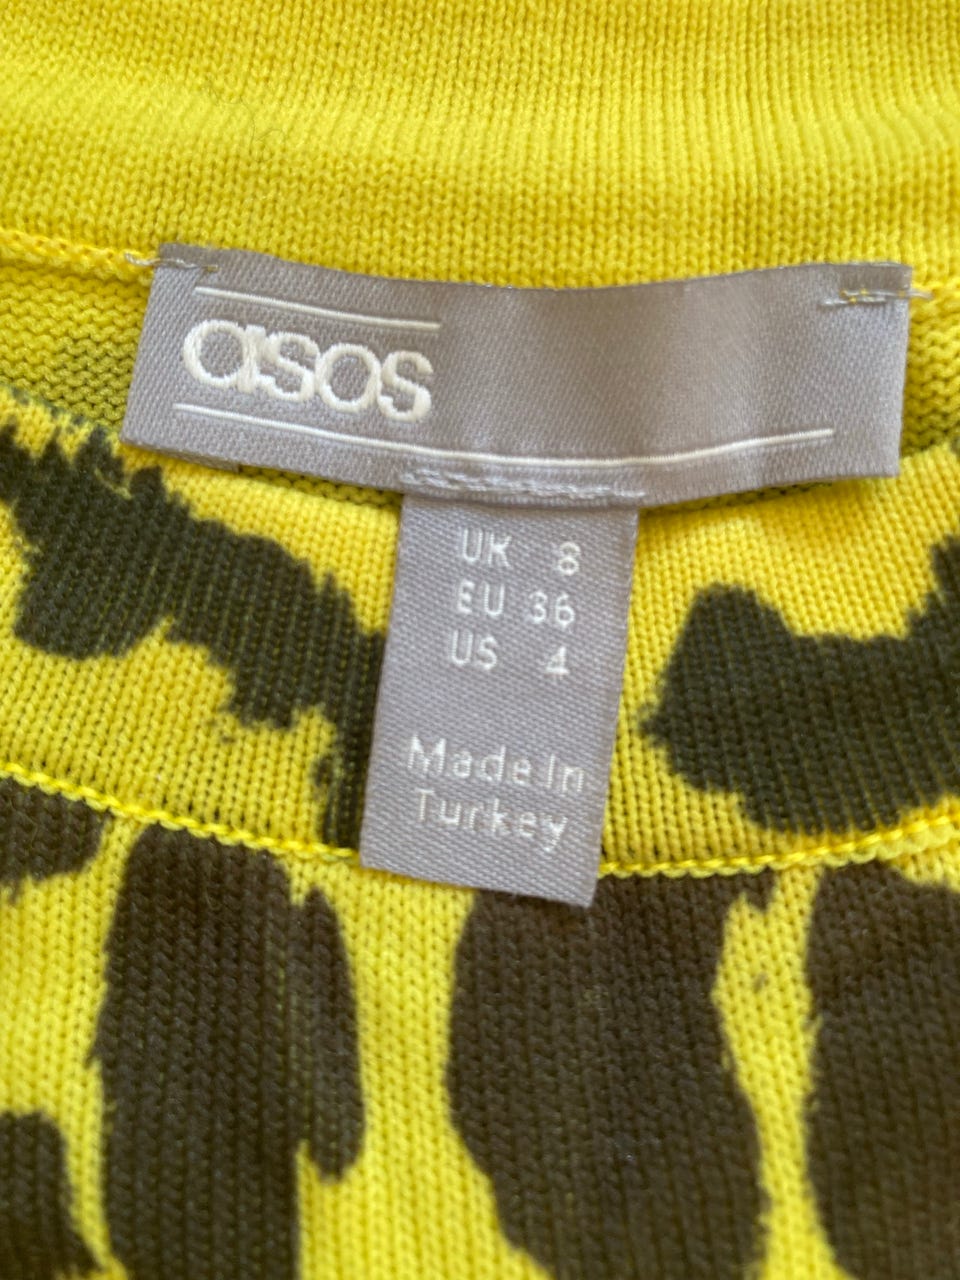 asos
UK 8
EU 36
US 4
Made In
Turkey